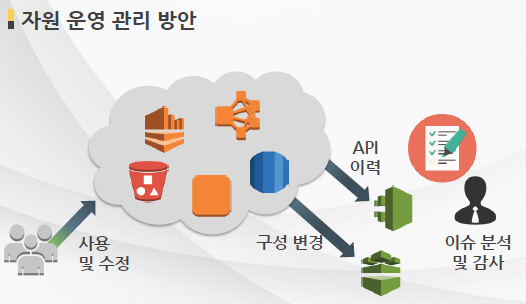 자원 운영 관리 방안
API
이력
사용
및 수정
구성 변경
이슈 분석
및 감사